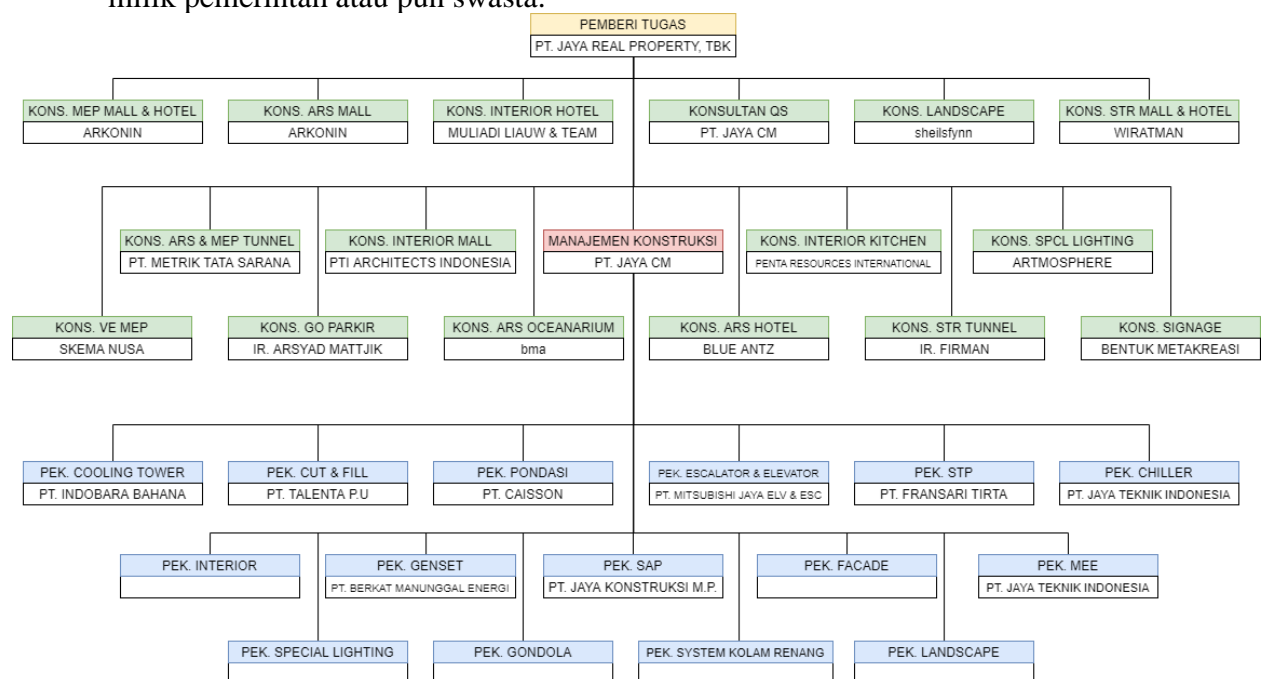 milik pemerintah atau pun swasta.
PEMBERI TUGAS
PT. JAYA REAL PROPERTY, TBK
KONS. MEP MALL & HOTEL
ARKONIN
KONS. ARS MALL
ARKONIN
KONS. INTERIOR HOTEL
MULIADI LIAUW & TEAM
KONSULTAN QS
PT. JAYA CM
KONS. LANDSCAPE
sheilsfynn
KONS. STR MALL & HOTEL
WIRATMAN
KONS. ARS & MEP TUNNEL
PT. METRIK TATA SARANA
KONS. INTERIOR MALL
PTI ARCHITECTS INDONESIA
MANAJEMEN KONSTRUKSI
PT. JAYA CM
KONS. INTERIOR KITCHEN
PENTA RESOURCES INTERNATIONAL
KONS. SPCL LIGHTING
ARTMOSPHERE
KONS. VE MEP
SKEMA NUSA
KONS. GO PARKIR
IR. ARSYAD MATTJIK
KONS. ARS OCEANARIUM
bma
KONS. ARS HOTEL
BLUE ANTZ
KONS. STR TUNNEL
IR. FIRMAN
KONS. SIGNAGE
BENTUK METAKREASI
PEK. COOLING TOWER
PT. INDOBARA BAHANA
PEK. CUT & FILL
PT. TALENTA P.U
PEK. PONDASI
PT. CAISSON
PEK. ESCALATOR & ELEVATOR
PT. MITSUBISHI JAYA ELV & ESC
PEK. STP
PT. FRANSARI TIRTA
PEK. CHILLER
PT. JAYA TEKNIK INDONESIA
PEK. INTERIOR
PEK. GENSET
PT. BERKAT MANUNGGAL ENERGI
PEK. SAP
PT. JAYA KONSTRUKSI M.P.
PEK. FACADE
PEK. MEE
PT. JAYA TEKNIK INDONESIA
PEK. SPECIAL LIGHTING
PEK. GONDOLA
PEK. SYSTEM KOLAM RENANG
PEK. LANDSCAPE